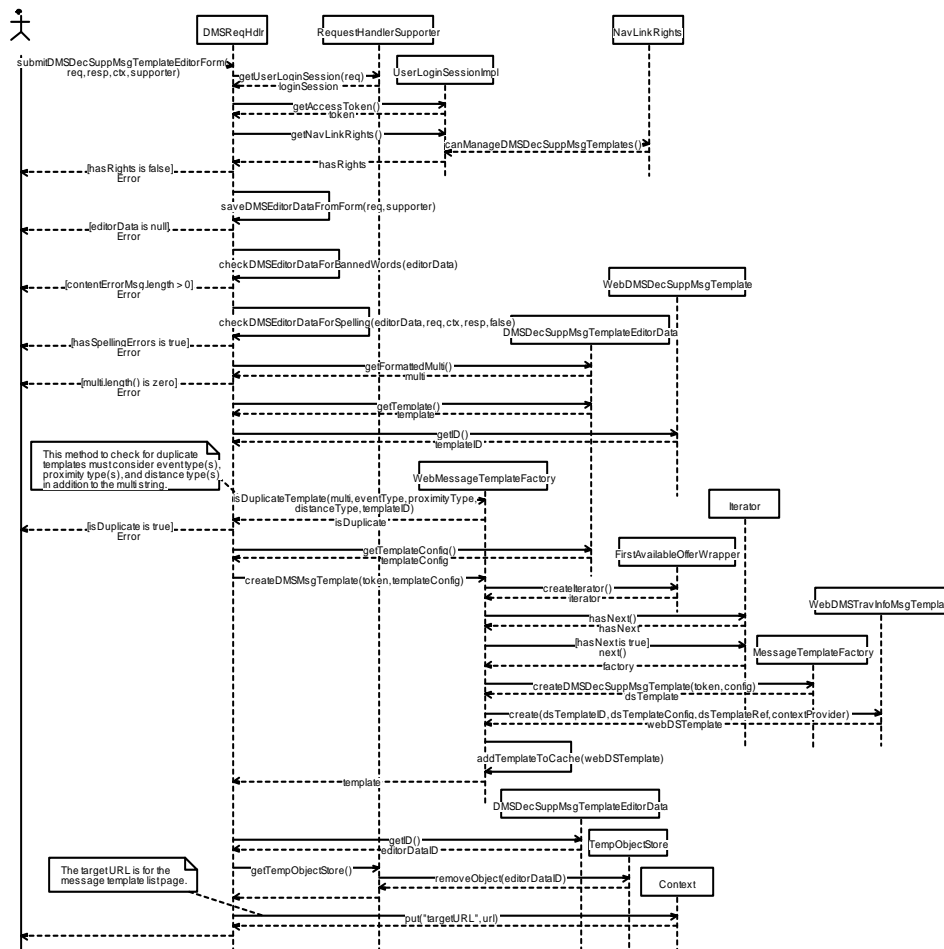 DMSReqHdlr
RequestHandlerSupporter
NavLinkRights
submitDMSDecSuppMsgTemplateEditorForm(
req, resp, ctx, supporter)
getUserLoginSession(req)
loginSession
UserLoginSessionImpl
getAccessToken()
token
getNavLinkRights()
canManageDMSDecSuppMsgTemplates()
hasRights
[hasRights is false]
Error
saveDMSEditorDataFromForm(req, supporter)
[editorData is null]
Error
checkDMSEditorDataForBannedWords(editorData)
[contentErrorMsg.length > 0]
Error
WebDMSDecSuppMsgTemplate
checkDMSEditorDataForSpelling(editorData, req, ctx, resp, false)
DMSDecSuppMsgTemplateEditorData
[hasSpellingErrors is true]
Error
getFormattedMulti()
multi
[multi.length() is zero]
Error
getTemplate()
template
getID()
templateID
This method to check for duplicate
templates must consider event type(s),
proximity type(s), and distance type(s)
in addition to the multi string.
WebMessageTemplateFactory
isDuplicateTemplate(multi, eventType, proximityType,
distanceType, templateID)
isDuplicate
Iterator
[isDuplicate is true]
Error
getTemplateConfig()
templateConfig
FirstAvailableOfferWrapper
createDMSMsgTemplate(token, templateConfig)
createIterator()
iterator
WebDMSTravInfoMsgTempla
hasNext()
hasNext
[hasNext is true]
next()
MessageTemplateFactory
factory
createDMSDecSuppMsgTemplate(token, config)
dsTemplate
create(dsTemplateID, dsTemplateConfig, dsTemplateRef, contextProvider)
webDSTemplate
addTemplateToCache(webDSTemplate)
template
DMSDecSuppMsgTemplateEditorData
getID()
editorDataID
TempObjectStore
The targetURL is for the
message template list page.
getTempObjectStore()
removeObject(editorDataID)
Context
put("targetURL", url)